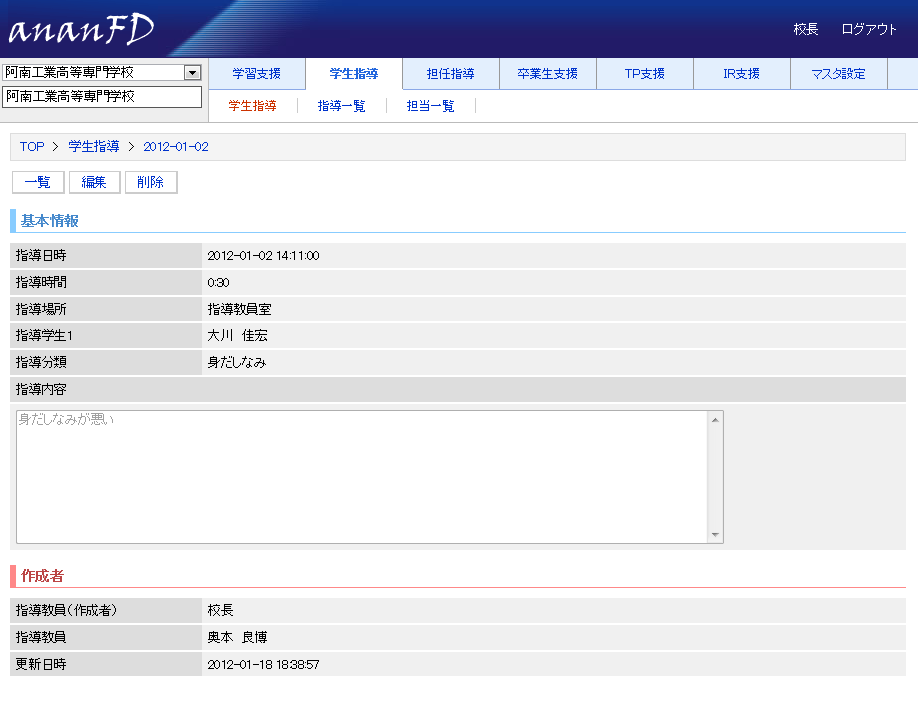 ananFD
校長 ログアウト
阿南工業高等専門学校
阿南工業高等専門学校
学習支援 学生指導 担任指導 卒業生支援 TP支援 IR支援 マスタ設定
学生指導 指導一覧 担当一覧
TOP > 学生指導 > 2012-01-02
一覧 編集 削除
基本情報
指導日時 2012-01-02 14:11:00
指導時間 0:30
指導場所 指導教員室
指導学生1 大川 佳宏
指導分類 身だしなみ
指導内容
身だしなみが悪い
作成者
指導教員(作成者) 校長
指導教員 奥本 良博
更新日時 2012-01-18 18:38:57